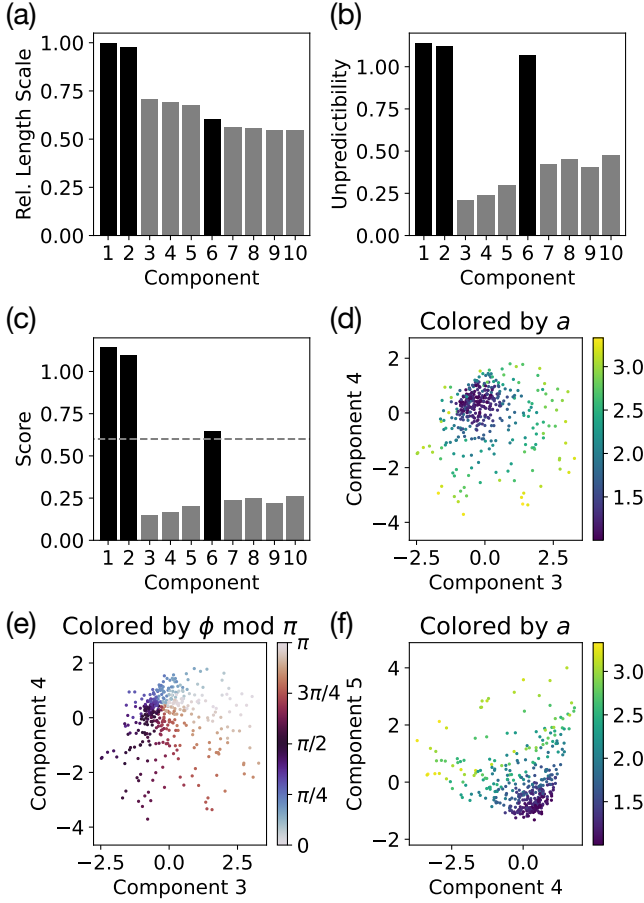 (a)
Rel. Length Scale
1.00
0.75
0.50
0.25
0.00
1 2 3 4 5 6 7 8 9 10
Component
(b)
Unpredictibility
1.00
0.75
0.50
0.25
0.00
1 2 3 4 5 6 7 8 9 10
Component
(c)
Score
1.00
0.75
0.50
0.25
0.00
1 2 3 4 5 6 7 8 9 10
Component
(d)
Colored by a
Component 4
2
0
−2
−4
−2.5 0.0 2.5
Component 3
3.0
2.5
2.0
1.5
(e)
Colored by ϕ mod π
Component 4
2
0
−2
−4
−2.5 0.0 2.5
Component 3
π
3π/4
π/2
π/4
0
(f)
Colored by a
Component 5
4
2
0
−2
−2.5 0.0
Component 4
3.0
2.5
2.0
1.5